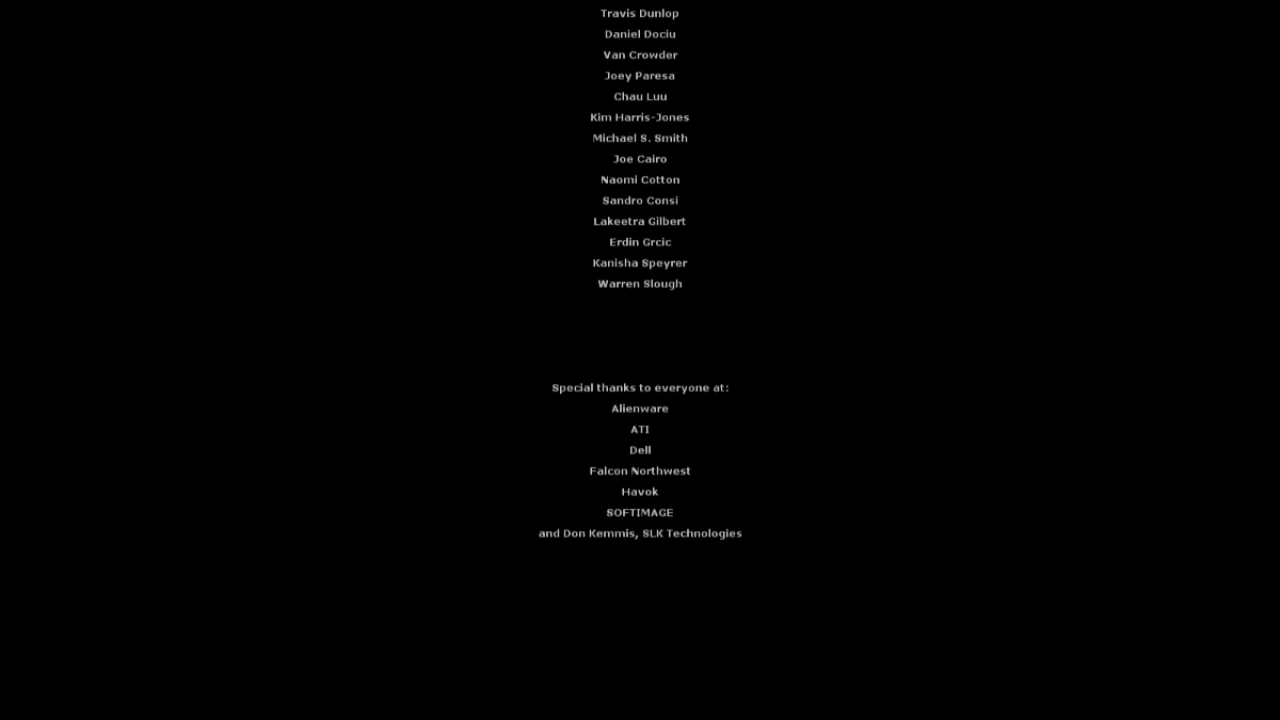 Travis Dunlop
Daniel Dociu
Van Crowder
Joey Paresa
Chau Luu
Kim Harris-Jones
Michael S. Smith
Joe Cairo
Naomi Cotton
Sandro Consi
Lakeetra Gilbert
Erdin Grcic
Kanisha Speyrer
Warren Slough
Special thanks to everyone at:
Alienware
ATI
Dell
Falcon Northwest
Havok
SOFTIMAGE
and Don Kemmis, SLK Technologies